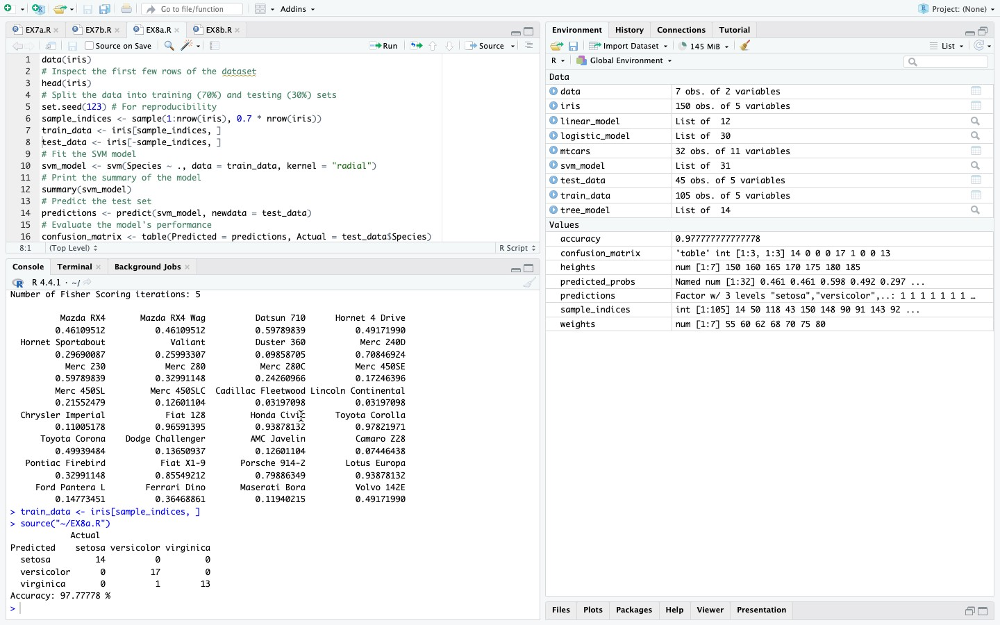 Go to file/function
Addins
Project: (None)
EX7a.R
EX7b.R
EX8a.R
EX8b.R
Source on Save
Run
Source
1 data(iris)
2 # Inspect the first few rows of the dataset
3 head(iris)
4 # Split the data into training (70%) and testing (30%) sets
5 set.seed(123) # For reproducibility
6 sample_indices <- sample(1:nrow(iris), 0.7 * nrow(iris))
7 train_data <- iris[sample_indices, ]
8 test_data <- iris[-sample_indices, ]
9 # Fit the SVM model
10 svm_model <- svm(Species ~ ., data = train_data, kernel = "radial")
11 # Print the summary of the model
12 summary(svm_model)
13 # Predict the test set
14 predictions <- predict(svm_model, newdata = test_data)
15 # Evaluate the model's performance
16 confusion_matrix <- table(Predicted = predictions, Actual = test_data$Species)
8:1 (Top Level) R Script
Console Terminal Background Jobs
R 4.4.1 · ~/
Number of Fisher Scoring iterations: 5
Mazda RX4 Mazda RX4 Wag Datsun 710 Hornet 4 Drive
0.46109512 0.46109512 0.59789839 0.49171990
Hornet Sportabout Valiant Duster 360 Merc 240D
0.29690087 0.25993307 0.09858705 0.70846924
Merc 230 Merc 280 Merc 280C Merc 450SE
0.59789839 0.32991148 0.24260966 0.17246396
Merc 450SL Merc 450SLC Cadillac Fleetwood Lincoln Continental
0.21552479 0.12601104 0.03197098 0.03197098
Chrysler Imperial Fiat 128 Honda Civic Toyota Corolla
0.11005178 0.96591395 0.93878132 0.97821971
Toyota Corona Dodge Challenger AMC Javelin Camaro Z28
0.49939484 0.13650937 0.12601104 0.07446438
Pontiac Firebird Fiat X1-9 Porsche 914-2 Lotus Europa
0.32991148 0.85549212 0.79886349 0.93878132
Ford Pantera L Ferrari Dino Maserati Bora Volvo 142E
0.14773451 0.36468861 0.11940215 0.49171990
> train_data <- iris[sample_indices, ]
> source("~/EX8a.R")
Actual
Predicted setosa versicolor virginica
setosa 14 0 0
versicolor 0 17 0
virginica 0 1 13
Accuracy: 97.77778 %
>
Environment History Connections Tutorial
Import Dataset 145 MiB List
R Global Environment
Data
data 7 obs. of 2 variables
iris 150 obs. of 5 variables
linear_model List of 12
logistic_model List of 30
mtcars 32 obs. of 11 variables
svm_model List of 31
test_data 45 obs. of 5 variables
train_data 105 obs. of 5 variables
tree_model List of 14
Values
accuracy 0.977777777777778
confusion_matrix 'table' int [1:3, 1:3] 14 0 0 0 17 1 0 0 13
heights num [1:7] 150 160 165 170 175 180 185
predicted_probs Named num [1:32] 0.461 0.461 0.598 0.492 0.297 ...
predictions Factor w/ 3 levels "setosa","versicolor",..: 1 1 1 1 1 1 1 …
sample_indices int [1:105] 14 50 118 43 150 148 90 91 143 92 ...
weights num [1:7] 55 60 62 68 70 75 80
Files Plots Packages Help Viewer Presentation